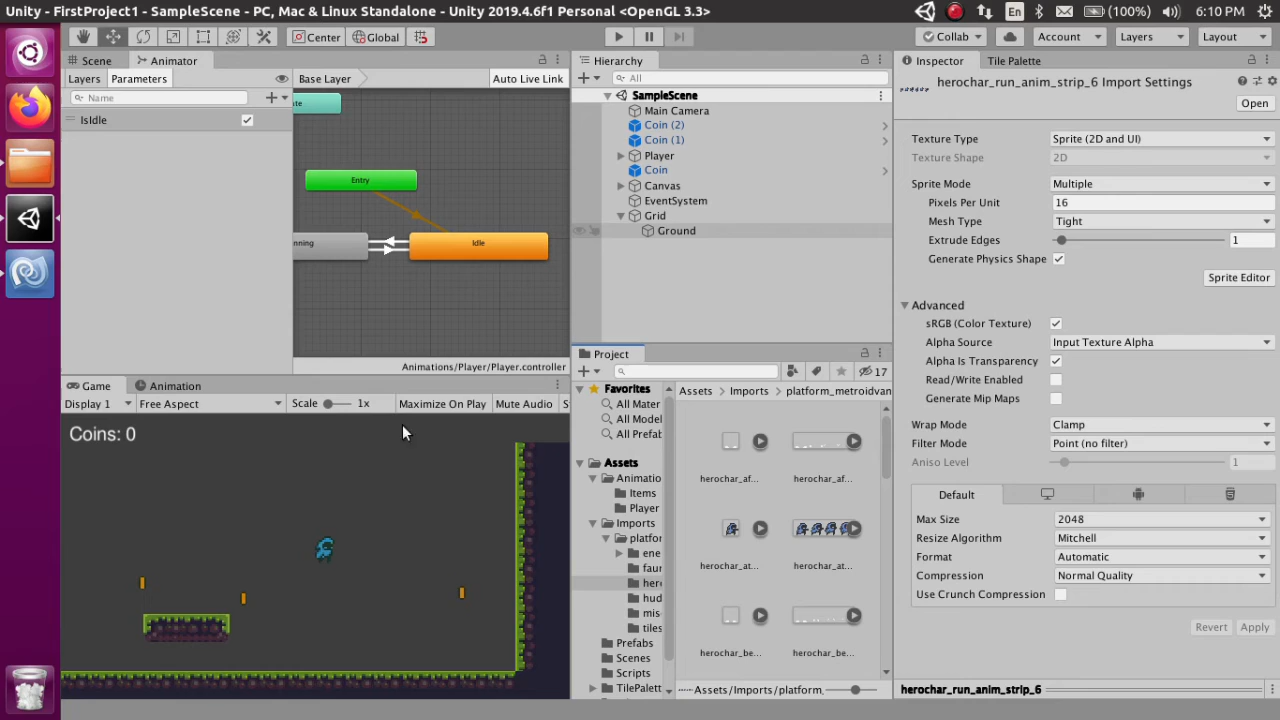 Unity - FirstProject1 - SampleScene - PC, Mac & Linux Standalone - Unity 2019.4.6f1 Personal <OpenGL 3.3>
En
(100%)
6:10 PM
Center
Global
Collab
Account
Layers
Layout
Scene
Animator
Layers
Parameters
Base Layer
Auto Live Link
Name
IsIdle
Entry
Idle
Animations/Player/Player.controller
Hierarchy
All
SampleScene
Main Camera
Coin (2)
Coin (1)
Player
Coin
Canvas
EventSystem
Grid
Ground
Game
Animation
Display 1
Free Aspect
Scale
1x
Maximize On Play
Mute Audio
Coins: 0
Project
17
Favorites
All Mater
All Model
All Prefab
Assets
Animatio
Items
Player
Imports
platfor
ene
fau
her
hud
mis
tiles
Prefabs
Scenes
Scripts
TilePalett
Assets
Imports
platform_metroidvan
herochar_af...
herochar_af...
herochar_at...
herochar_at...
herochar_be...
herochar_be...
Assets/Imports/platform,
Inspector
Tile Palette
herochar_run_anim_strip_6 Import Settings
Open
Texture Type
Sprite (2D and UI)
Texture Shape
2D
Sprite Mode
Multiple
Pixels Per Unit
16
Mesh Type
Tight
Extrude Edges
1
Generate Physics Shape
Sprite Editor
Advanced
sRGB (Color Texture)
Alpha Source
Input Texture Alpha
Alpha Is Transparency
Read/Write Enabled
Generate Mip Maps
Wrap Mode
Clamp
Filter Mode
Point (no filter)
Aniso Level
1
Default
Max Size
2048
Resize Algorithm
Mitchell
Format
Automatic
Compression
Normal Quality
Use Crunch Compression
Revert
Apply
herochar_run_anim_strip_6